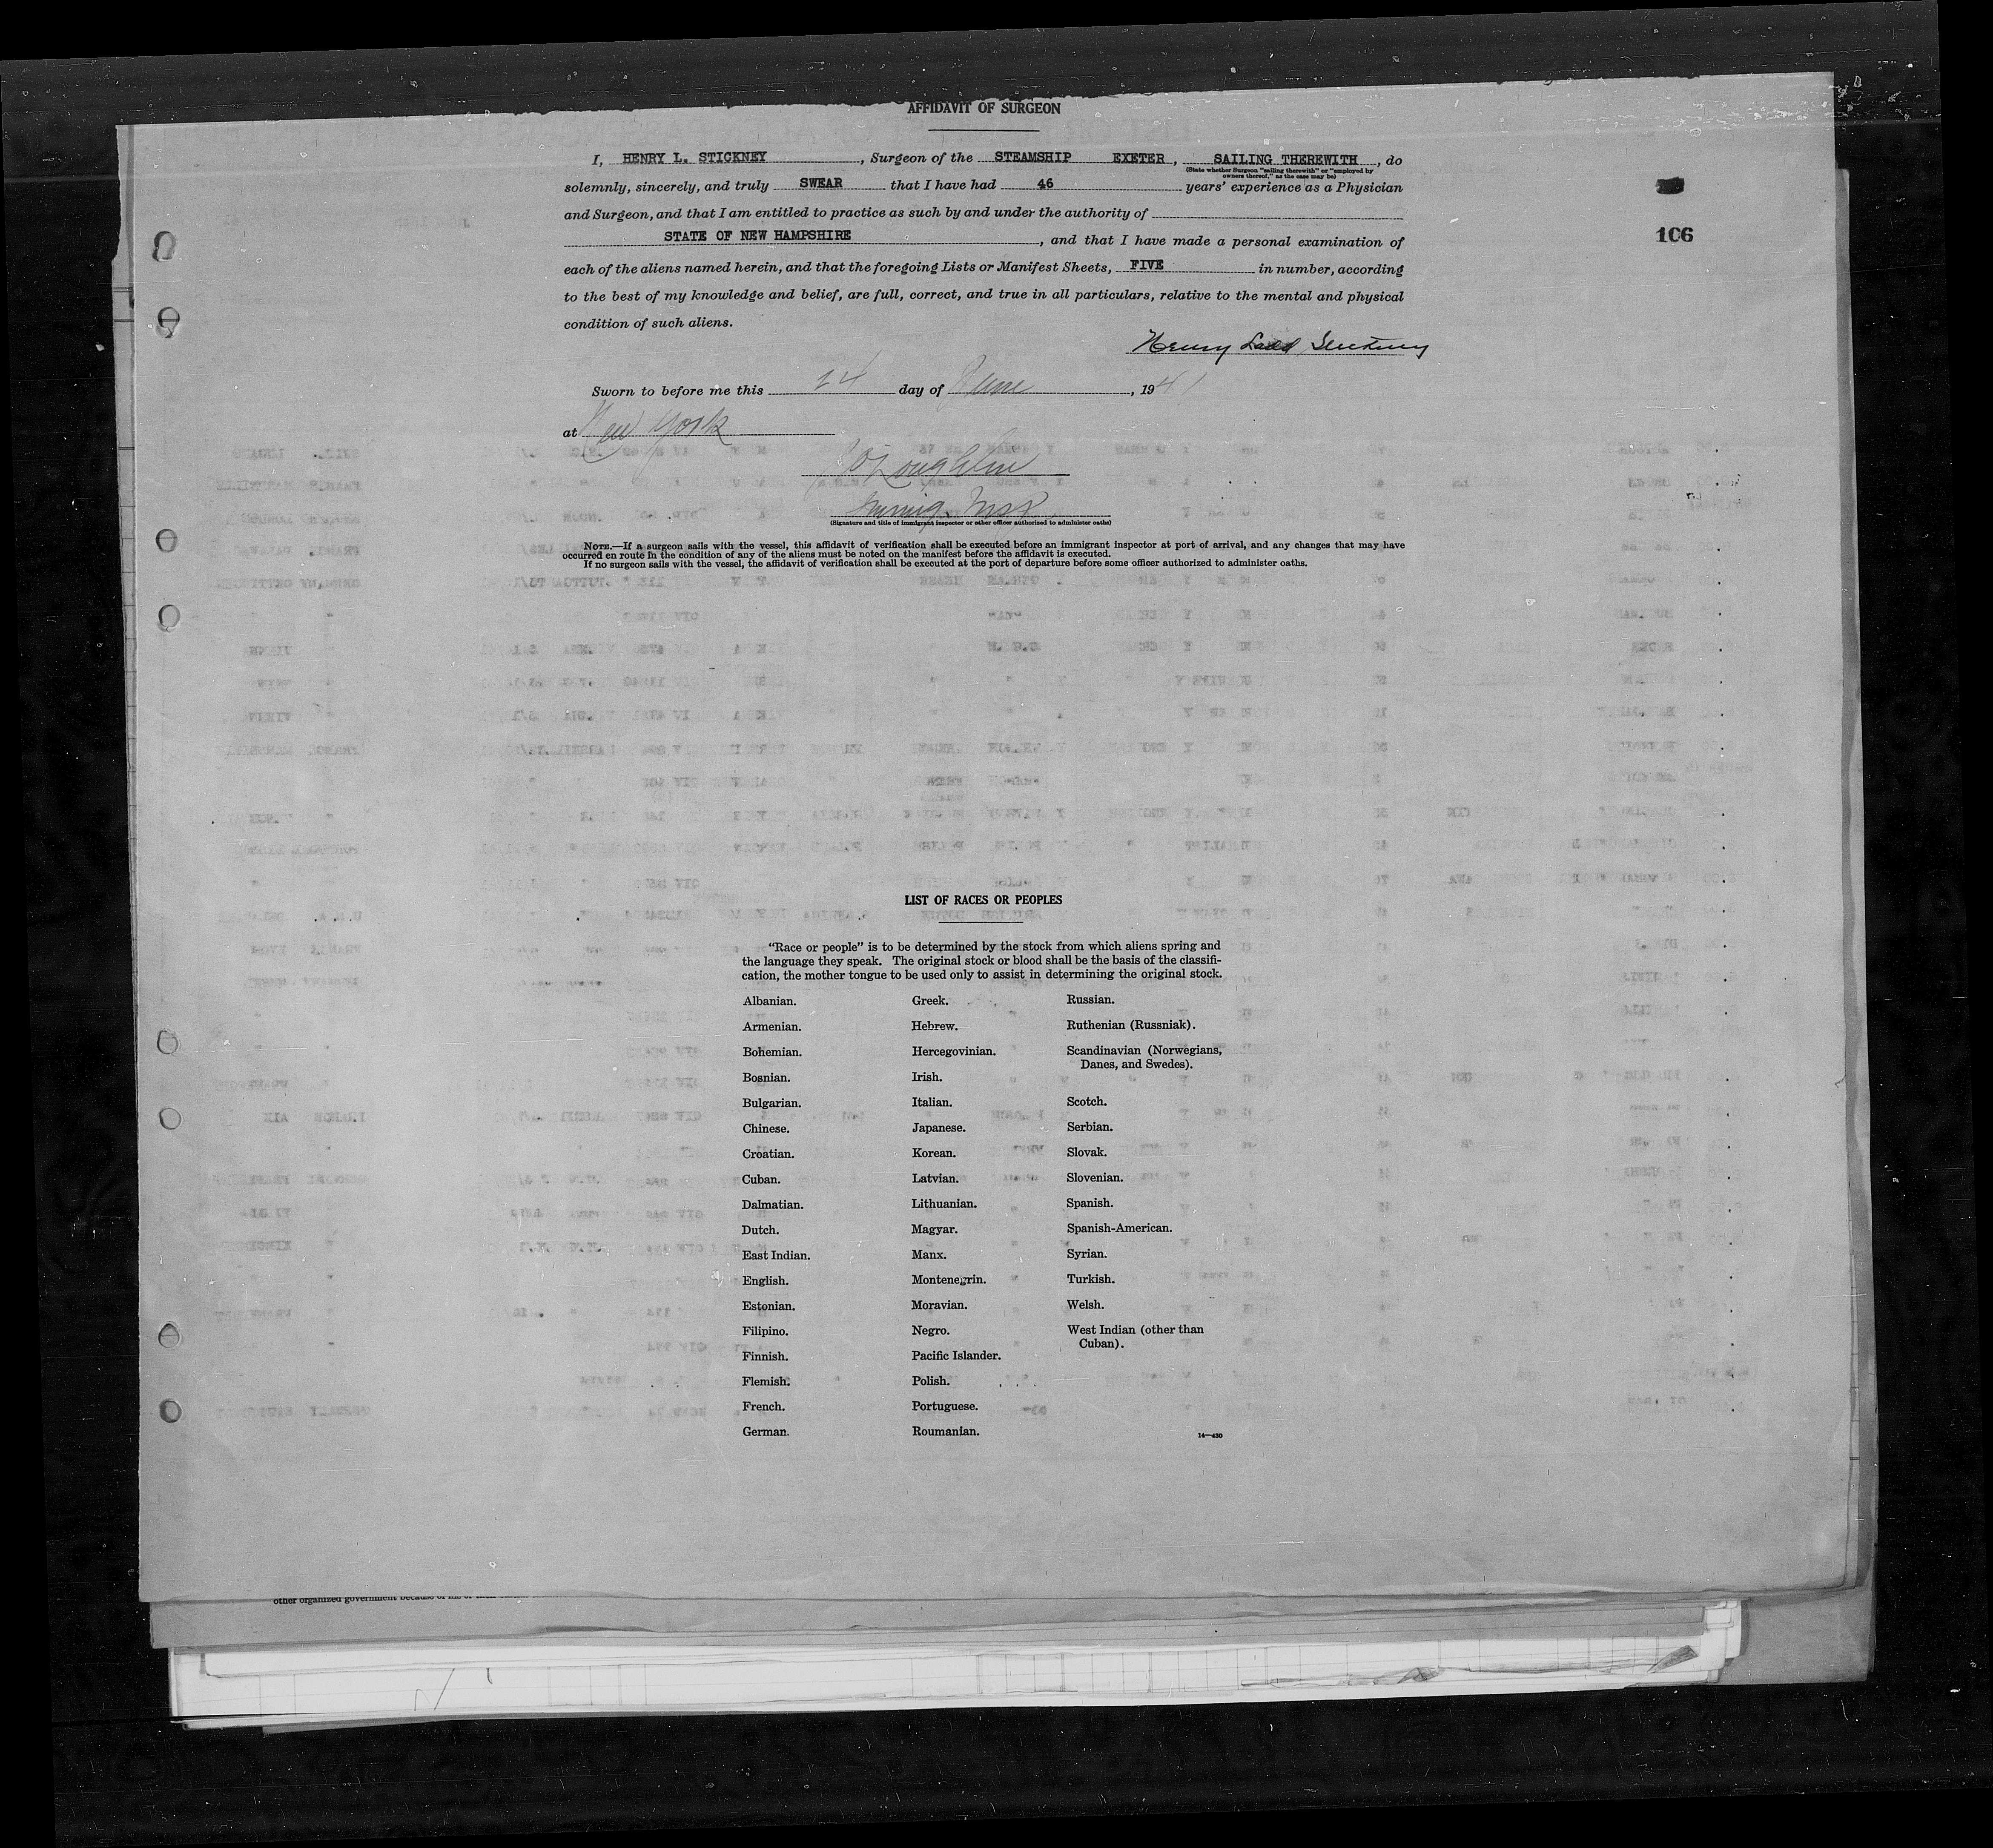 AFFIDAVIT OF SURGEON
I, HENRY L. STICKNEY, Surgeon of the STEAMSHIP EXETER, SAILING THEREWITH, do
(State whether Surgeon "sailing therewith" or "employed by
owners thereof," as the case may be)
solemnly, sincerely, and truly SWEAR that I have had 46 years' experience as a Physician
and Surgeon, and that I am entitled to practice as such by and under the authority of
STATE OF NEW HAMPSHIRE, and that I have made a personal examination of
106
each of the aliens named herein, and that the foregoing Lists or Manifest Sheets, FIVE in number, according
to the best of my knowledge and belief, are full, correct, and true in all particulars, relative to the mental and physical
condition of such aliens.
Henry Ladd Stickney
Sworn to before me this 24 day of June, 1941
at New York
O'Loughlin
Immig. Insp.
(Signature and title of immigrant inspector or other officer authorized to administer oaths)
NOTE.—If a surgeon sails with the vessel, this affidavit of verification shall be executed before an immigrant inspector at port of arrival, and any changes that may have
occurred en route in the condition of any of the aliens must be noted on the manifest before the affidavit is executed.
If no surgeon sails with the vessel, the affidavit of verification shall be executed at the port of departure before some officer authorized to administer oaths.
LIST OF RACES OR PEOPLES
"Race or people" is to be determined by the stock from which aliens spring and
the language they speak. The original stock or blood shall be the basis of the classifi-
cation, the mother tongue to be used only to assist in determining the original stock.
Albanian.
Armenian.
Bohemian.
Bosnian.
Bulgarian.
Chinese.
Croatian.
Cuban.
Dalmatian.
Dutch.
East Indian.
English.
Estonian.
Filipino.
Finnish.
Flemish.
French.
German.
Greek.
Hebrew.
Hercegovinian.
Irish.
Italian.
Japanese.
Korean.
Latvian.
Lithuanian.
Magyar.
Manx.
Montenegrin.
Moravian.
Negro.
Pacific Islander.
Polish.
Portuguese.
Roumanian.
Russian.
Ruthenian (Russniak).
Scandinavian (Norwegians,
Danes, and Swedes).
Scotch.
Serbian.
Slovak.
Slovenian.
Spanish.
Spanish-American.
Syrian.
Turkish.
Welsh.
West Indian (other than
Cuban).
14—430
other organized government because of